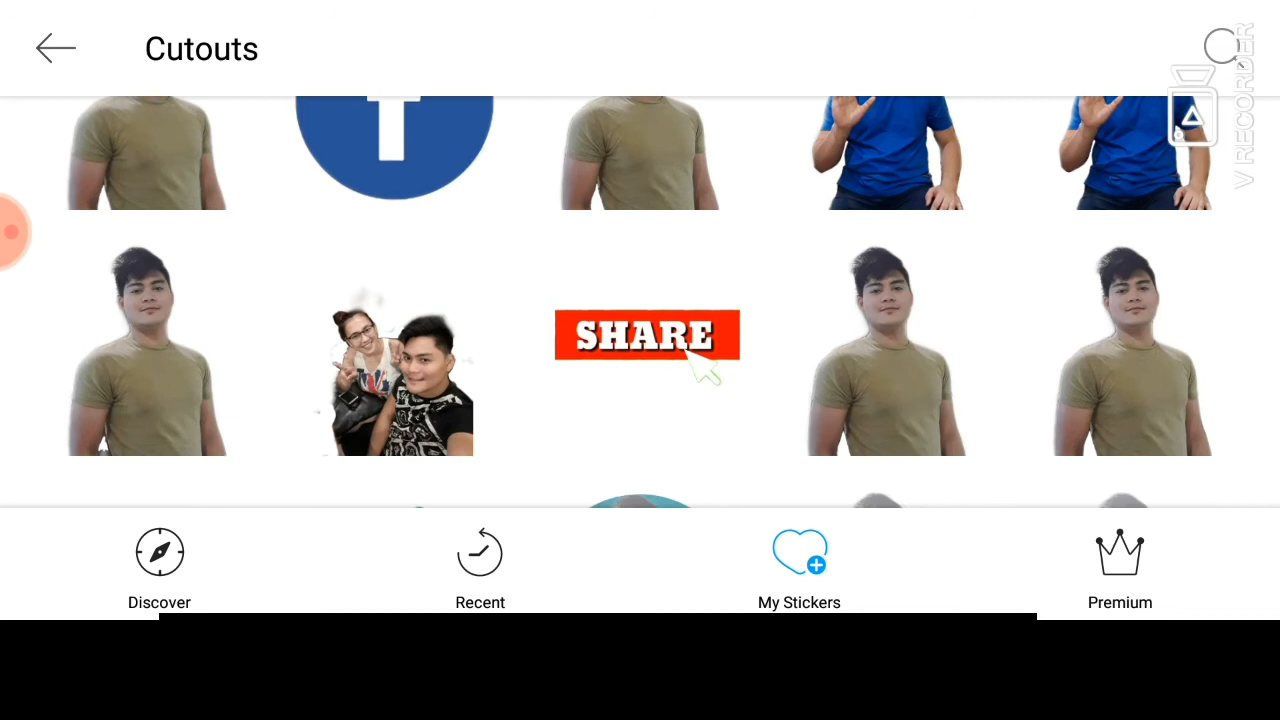 Cutouts
V RECORDER
SHARE
Discover
Recent
My Stickers
Premium